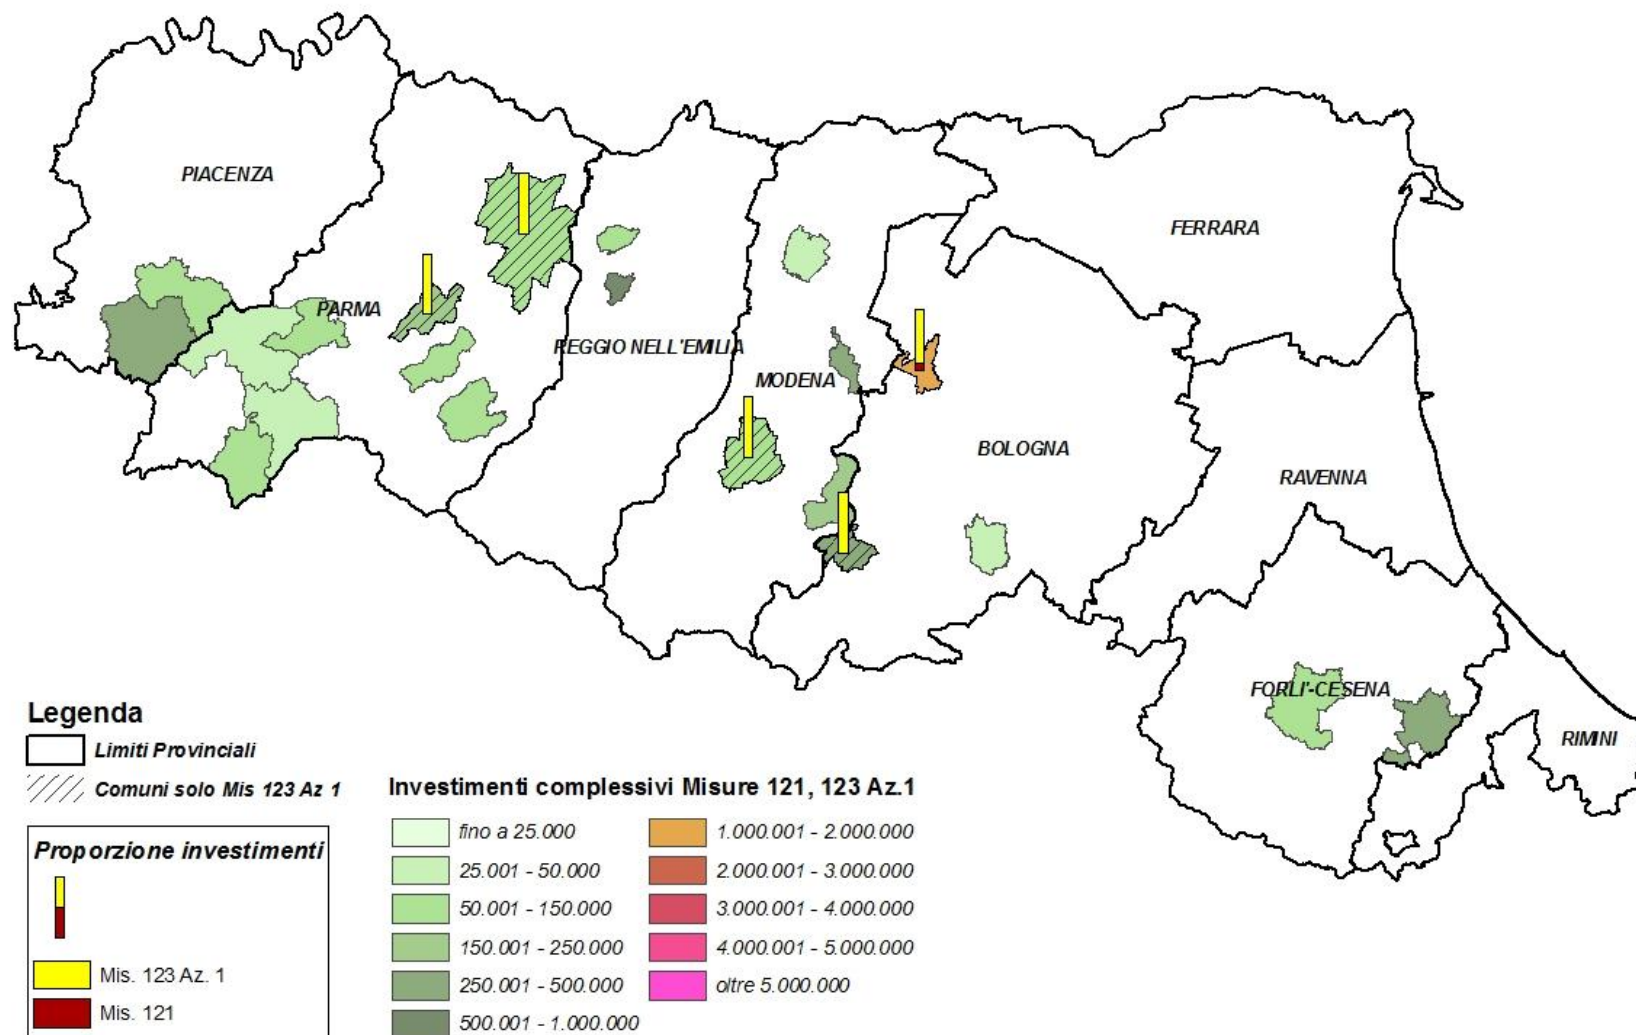 PIACENZA
FERRARA
PARMA
REGGIO NELL'EMILIA
MODENA
BOLOGNA
RAVENNA
FORLI'-CESENA
RIMINI
Legenda
Limiti Provinciali
Comuni solo Mis 123 Az 1
Proporzione investimenti
Mis. 123 Az. 1
Mis. 121
Investimenti complessivi Misure 121, 123 Az.1
fino a 25.000
25.001 - 50.000
50.001 - 150.000
150.001 - 250.000
250.001 - 500.000
500.001 - 1.000.000
1.000.001 - 2.000.000
2.000.001 - 3.000.000
3.000.001 - 4.000.000
4.000.001 - 5.000.000
oltre 5.000.000